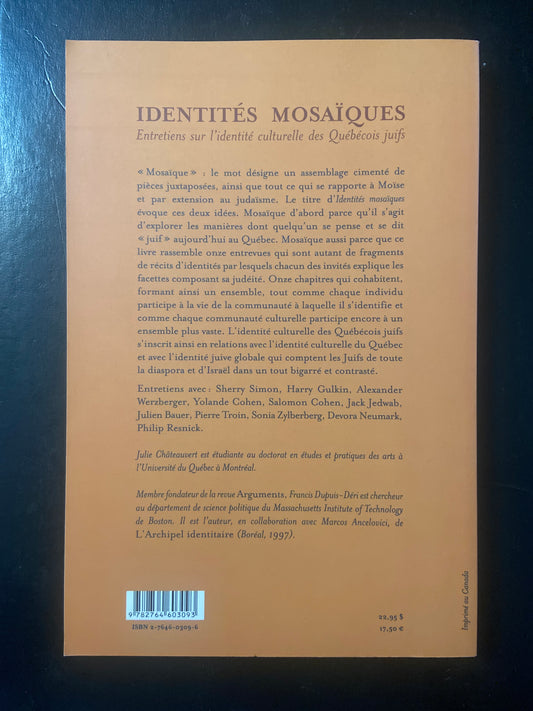 IDENTITÉS MOSAÏQUES
Entretiens sur l'identité culturelle des Québécois juifs
« Mosaïque » : le mot désigne un assemblage cimenté de
pièces juxtaposées, ainsi que tout ce qui se rapporte à Moïse
et par extension au judaïsme. Le titre d'Identités mosaïques
évoque ces deux idées. Mosaïque d'abord parce qu'il s'agit
d'explorer les manières dont quelqu'un se pense et se dit
« juif » aujourd'hui au Québec. Mosaïque aussi parce que ce
livre rassemble onze entrevues qui sont autant de fragments
de récits d'identités par lesquels chacun des invités explique les
facettes composant sa judéité. Onze chapitres qui cohabitent,
formant ainsi un ensemble, tout comme chaque individu
participe à la vie de la communauté à laquelle il s'identifie et
comme chaque communauté culturelle participe encore à un
ensemble plus vaste. L'identité culturelle des Québécois juifs
s'inscrit ainsi en relations avec l'identité culturelle du Québec
et avec l'identité juive globale qui comptent les Juifs de toute
la diaspora et d'Israël dans un tout bigarré et contrasté.
Entretiens avec : Sherry Simon, Harry Gulkin, Alexander
Werzberger, Yolande Cohen, Salomon Cohen, Jack Jedwab,
Julien Bauer, Pierre Troin, Sonia Zylberberg, Devora Neumark,
Philip Resnick.
Julie Châteauvert est étudiante au doctorat en études et pratiques des arts à
l'Université du Québec à Montréal.
Membre fondateur de la revue Arguments, Francis Dupuis-Déri est chercheur
au département de science politique du Massachusetts Institute of Technology
de Boston. Il est l'auteur, en collaboration avec Marcos Ancelovici, de
L'Archipel identitaire (Boréal, 1997).
9 782764 603093
ISBN 2-7646-0309-6
22,95 $
17,50 €
Imprimé au Canada